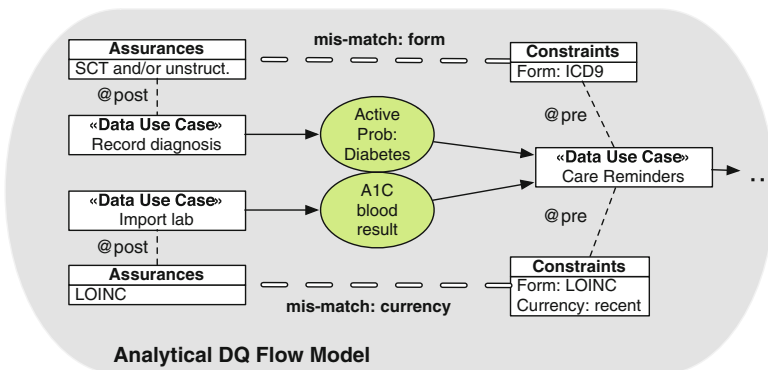 Assurances
SCT and/or unstruct.
mis-match: form
Constraints
Form: ICD9
@post
@pre
«Data Use Case»
Record diagnosis
Active
Prob:
Diabetes
«Data Use Case»
Care Reminders
...
«Data Use Case»
Import lab
A1C
blood
result
@post
@pre
Assurances
LOINC
mis-match: currency
Constraints
Form: LOINC
Currency: recent
Analytical DQ Flow Model